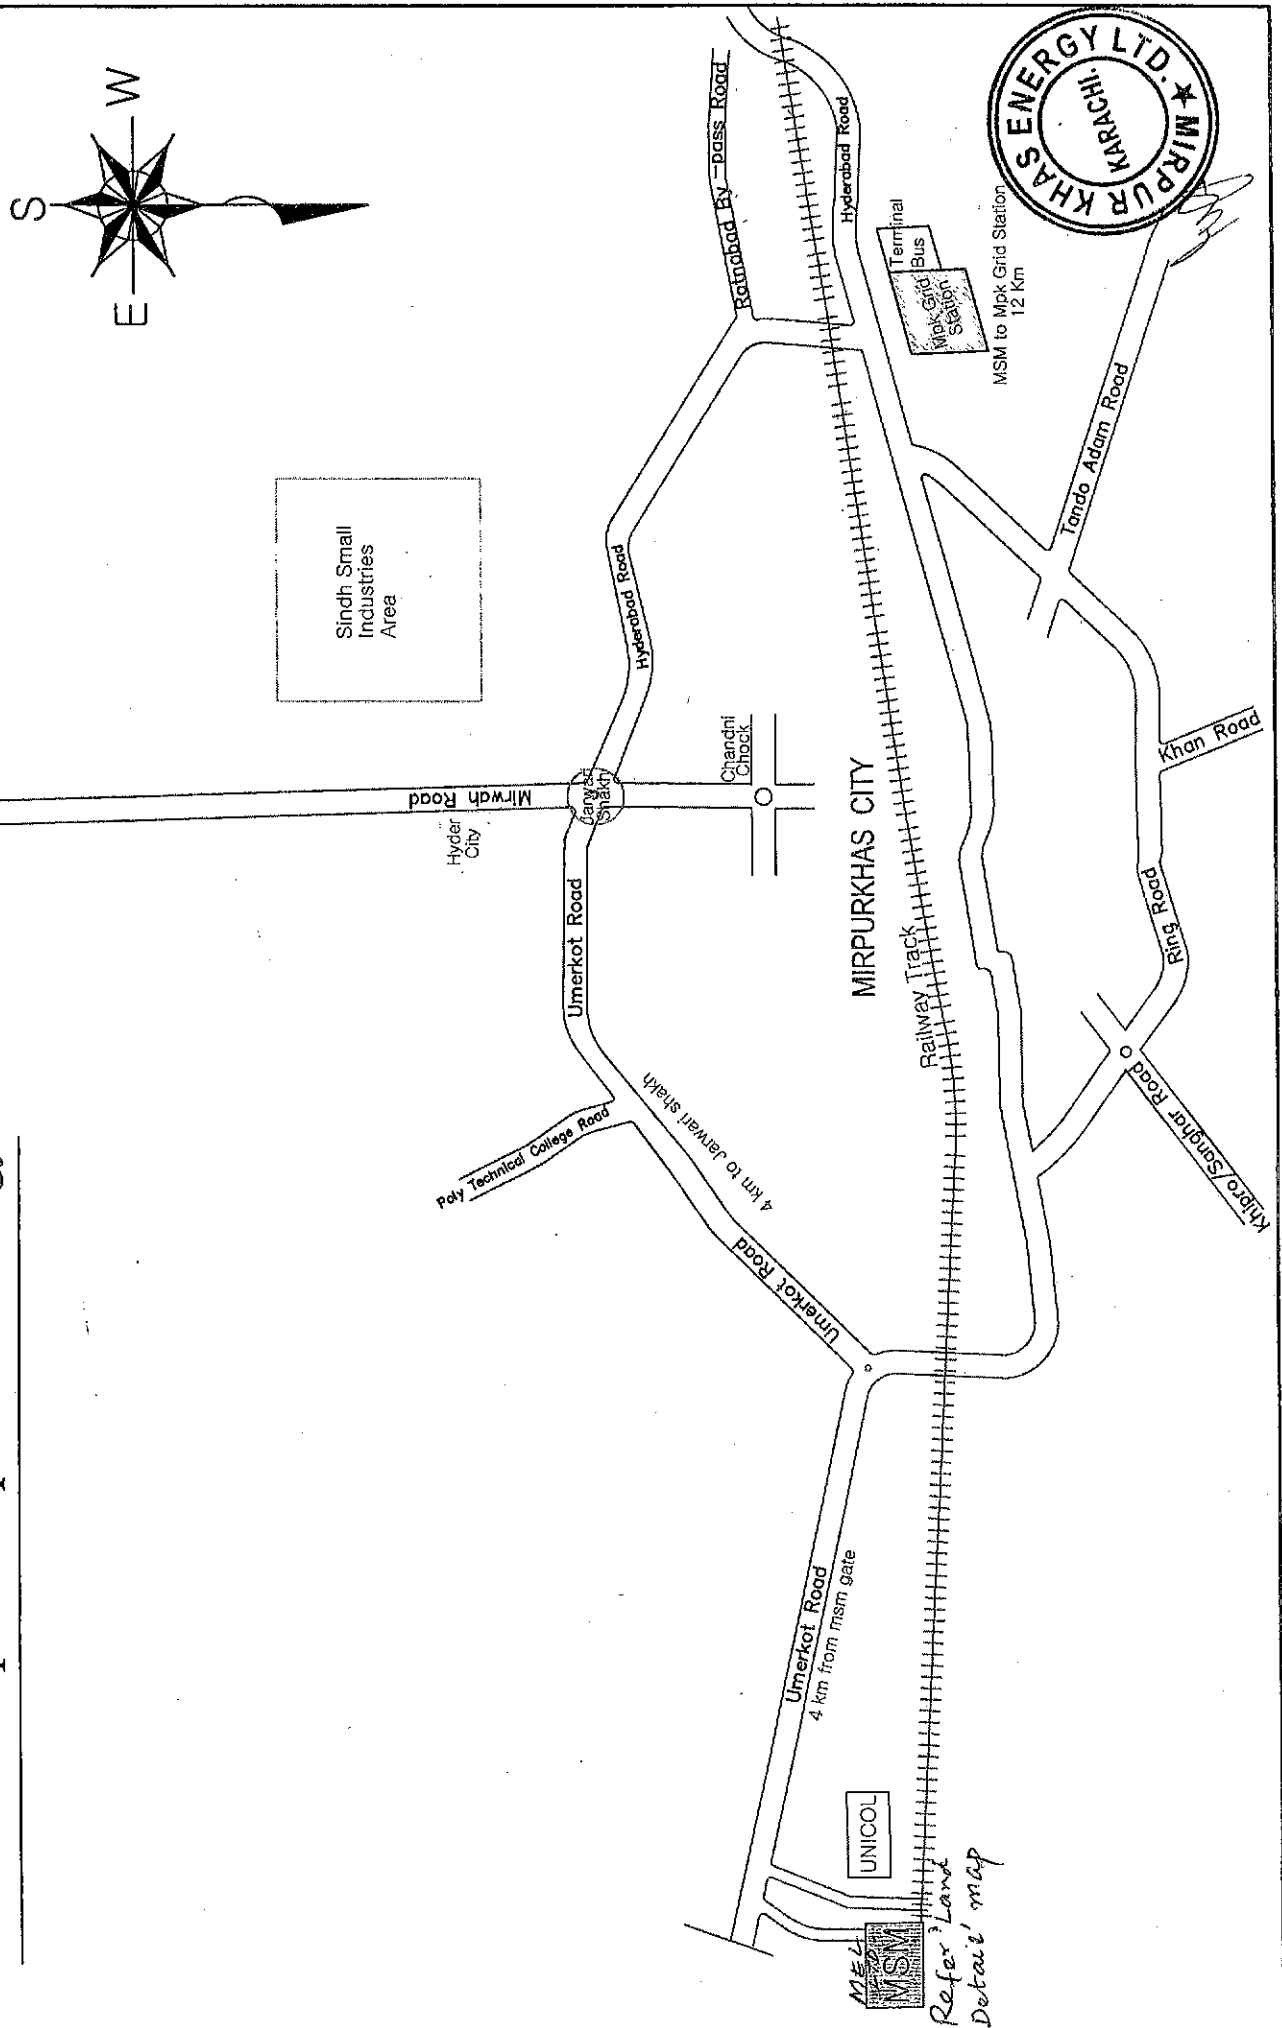 S
W
E
MIRPUR KHAS ENERGY LTD. ★
KARACHI.
Ratnabad By-pass Road
Hyderabad Road
Terminal
Bus
Mpk Grid
Station
MSM to Mpk Grid Station
12 Km
Tando Adam Road
Sindh Small
Industries
Area
Hyderabad Road
Mirwah Road
Hyder
City
Jarwari
Shakh
Chandni
Chock
Khan Road
MIRPURKHAS CITY
Railway Track
Ring Road
Umerkot Road
Khipro/Sanghar Road
Poly Technical College Road
4 km to Jarwari shakh
Umerkot Road
Umerkot Road
4 km from msm gate
UNICOL
MEL
MSM
Refer 'Land
Detail' map